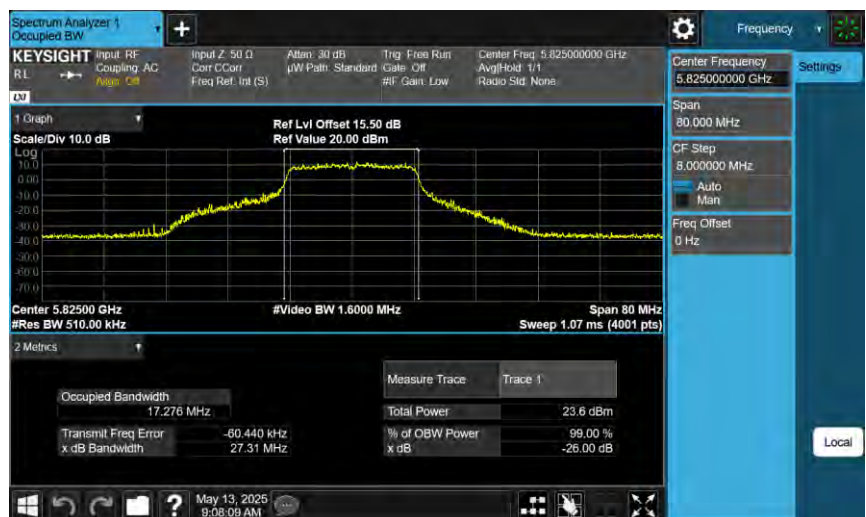 Spectrum Analyzer 1
Occupied BW
Frequency
KEYSIGHT
RL
LXI
Input: RF
Coupling: AC
Align: Off
Input Z: 50 Ω
Corr CCorr
Freq Ref: Int (S)
Atten: 30 dB
µW Path: Standard
Trig: Free Run
Gate: Off
#IF Gain: Low
Center Freq: 5.825000000 GHz
Avg|Hold: 1/1
Radio Std: None
Center Frequency
5.825000000 GHz
Settings
Span
80.000 MHz
CF Step
8.000000 MHz
Auto
Man
Freq Offset
0 Hz
Local
1 Graph
Scale/Div 10.0 dB
Ref Lvl Offset 15.50 dB
Ref Value 20.00 dBm
Log
10.0
0.00
-10.0
-20.0
-30.0
-40.0
-50.0
-60.0
-70.0
Center 5.82500 GHz
#Video BW 1.6000 MHz
Span 80 MHz
#Res BW 510.00 kHz
Sweep 1.07 ms (4001 pts)
2 Metrics
Measure Trace Trace 1
Occupied Bandwidth
17.276 MHz
Total Power 23.6 dBm
Transmit Freq Error -60.440 kHz
% of OBW Power 99.00 %
x dB Bandwidth 27.31 MHz
x dB -26.00 dB
?
May 13, 2025
9:08:09 AM